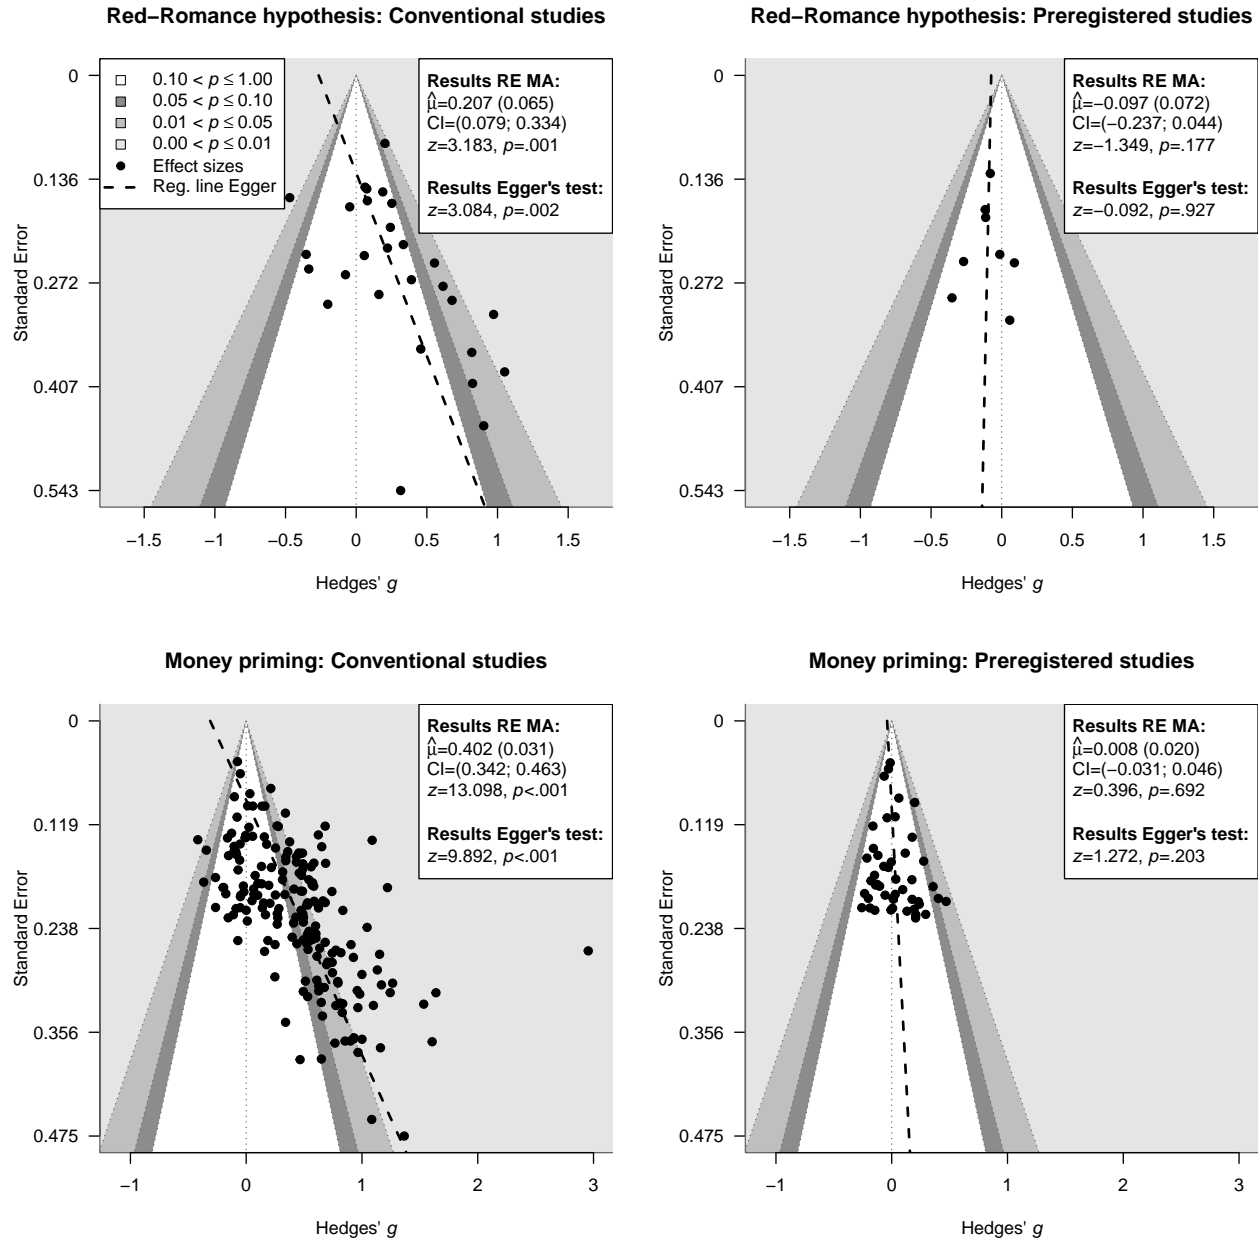 Red−Romance hypothesis: Conventional studies
0.10 < p ≤ 1.00
0.05 < p ≤ 0.10
0.01 < p ≤ 0.05
0.00 < p ≤ 0.01
Effect sizes
Reg. line Egger
Results RE MA:
μ̂=0.207 (0.065)
CI=(0.079; 0.334)
z=3.183, p=.001
Results Egger's test:
z=3.084, p=.002
Standard Error
0
0.136
0.272
0.407
0.543
−1.5 −1 −0.5 0 0.5 1 1.5
Hedges' g
Red−Romance hypothesis: Preregistered studies
Results RE MA:
μ̂=−0.097 (0.072)
CI=(−0.237; 0.044)
z=−1.349, p=.177
Results Egger's test:
z=−0.092, p=.927
Standard Error
0
0.136
0.272
0.407
0.543
−1.5 −1 −0.5 0 0.5 1 1.5
Hedges' g
Money priming: Conventional studies
Results RE MA:
μ̂=0.402 (0.031)
CI=(0.342; 0.463)
z=13.098, p<.001
Results Egger's test:
z=9.892, p<.001
Standard Error
0
0.119
0.238
0.356
0.475
−1 0 1 2 3
Hedges' g
Money priming: Preregistered studies
Results RE MA:
μ̂=0.008 (0.020)
CI=(−0.031; 0.046)
z=0.396, p=.692
Results Egger's test:
z=1.272, p=.203
Standard Error
0
0.119
0.238
0.356
0.475
−1 0 1 2 3
Hedges' g